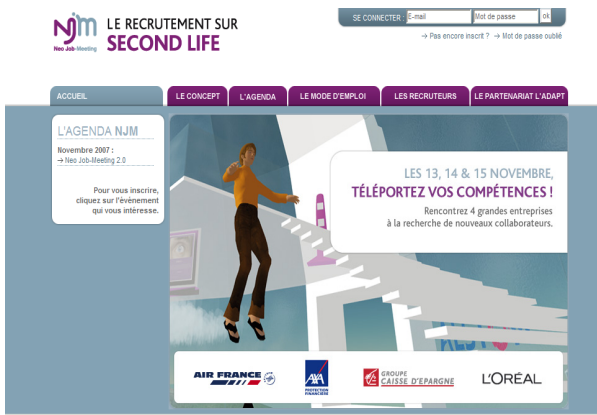 NJM
Neo Job-Meeting
LE RECRUTEMENT SUR
SECOND LIFE
SE CONNECTER : E-mail Mot de passe ok
→ Pas encore inscrit ? → Mot de passe oublié
ACCUEIL LE CONCEPT L'AGENDA LE MODE D'EMPLOI LES RECRUTEURS LE PARTENARIAT L'ADAPT
L'AGENDA NJM
Novembre 2007 :
→ Neo Job-Meeting 2.0
Pour vous inscrire,
cliquez sur l'évènement
qui vous intéresse.
LES 13, 14 & 15 NOVEMBRE,
TÉLÉPORTEZ VOS COMPÉTENCES !
Rencontrez 4 grandes entreprises
à la recherche de nouveaux collaborateurs.
AIR FRANCE
AXA
PROTECTION
FINANCIÈRE
GROUPE
CAISSE D'EPARGNE
L'ORÉAL